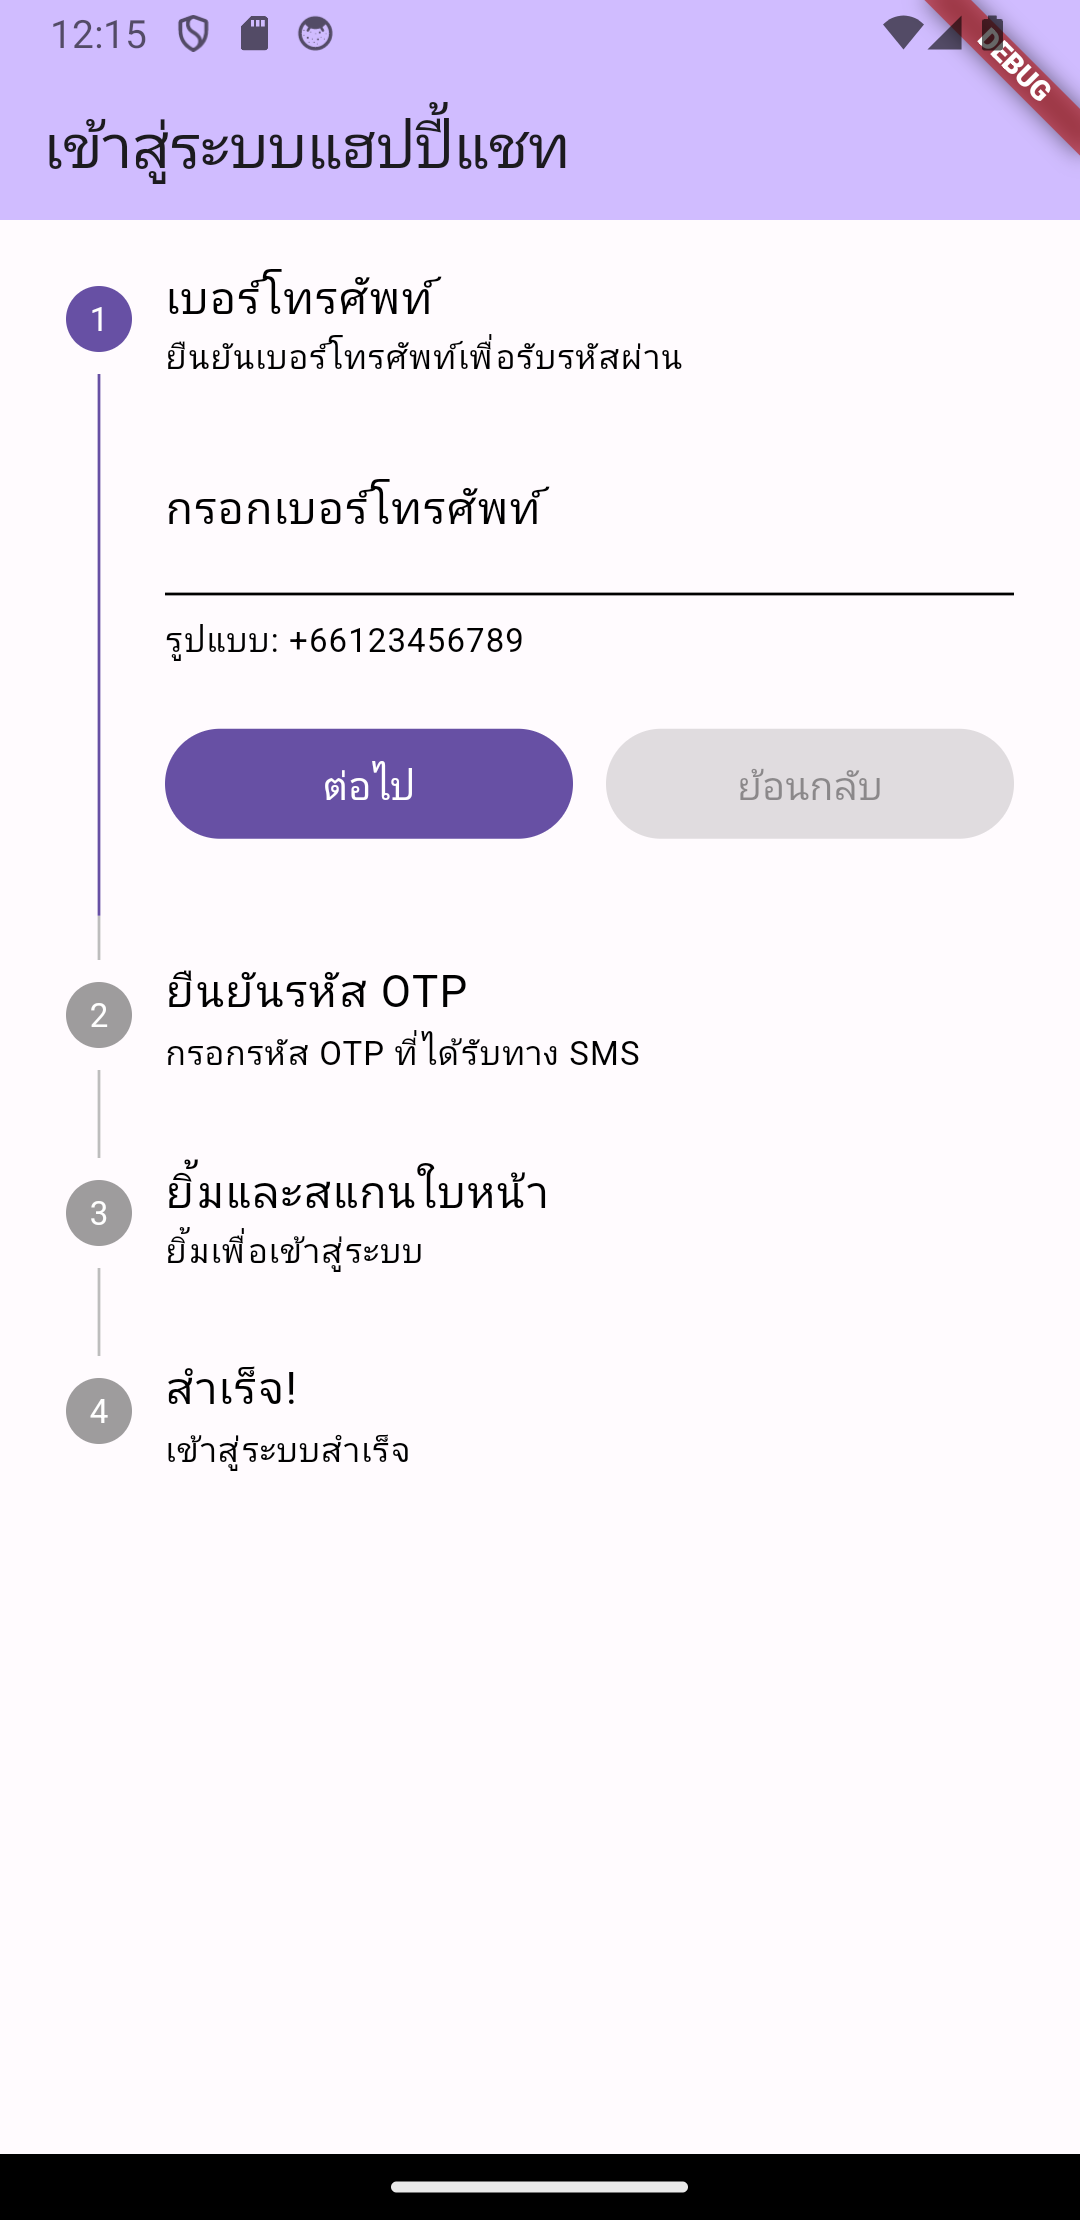 12:15
DEBUG
เข้าสู่ระบบแฮปปี้แชท
1
เบอร์โทรศัพท์
ยืนยันเบอร์โทรศัพท์เพื่อรับรหัสผ่าน
กรอกเบอร์โทรศัพท์
รูปแบบ: +66123456789
ต่อไป
ย้อนกลับ
2
ยืนยันรหัส OTP
กรอกรหัส OTP ที่ได้รับทาง SMS
3
ยิ้มและสแกนใบหน้า
ยิ้มเพื่อเข้าสู่ระบบ
4
สำเร็จ!
เข้าสู่ระบบสำเร็จ